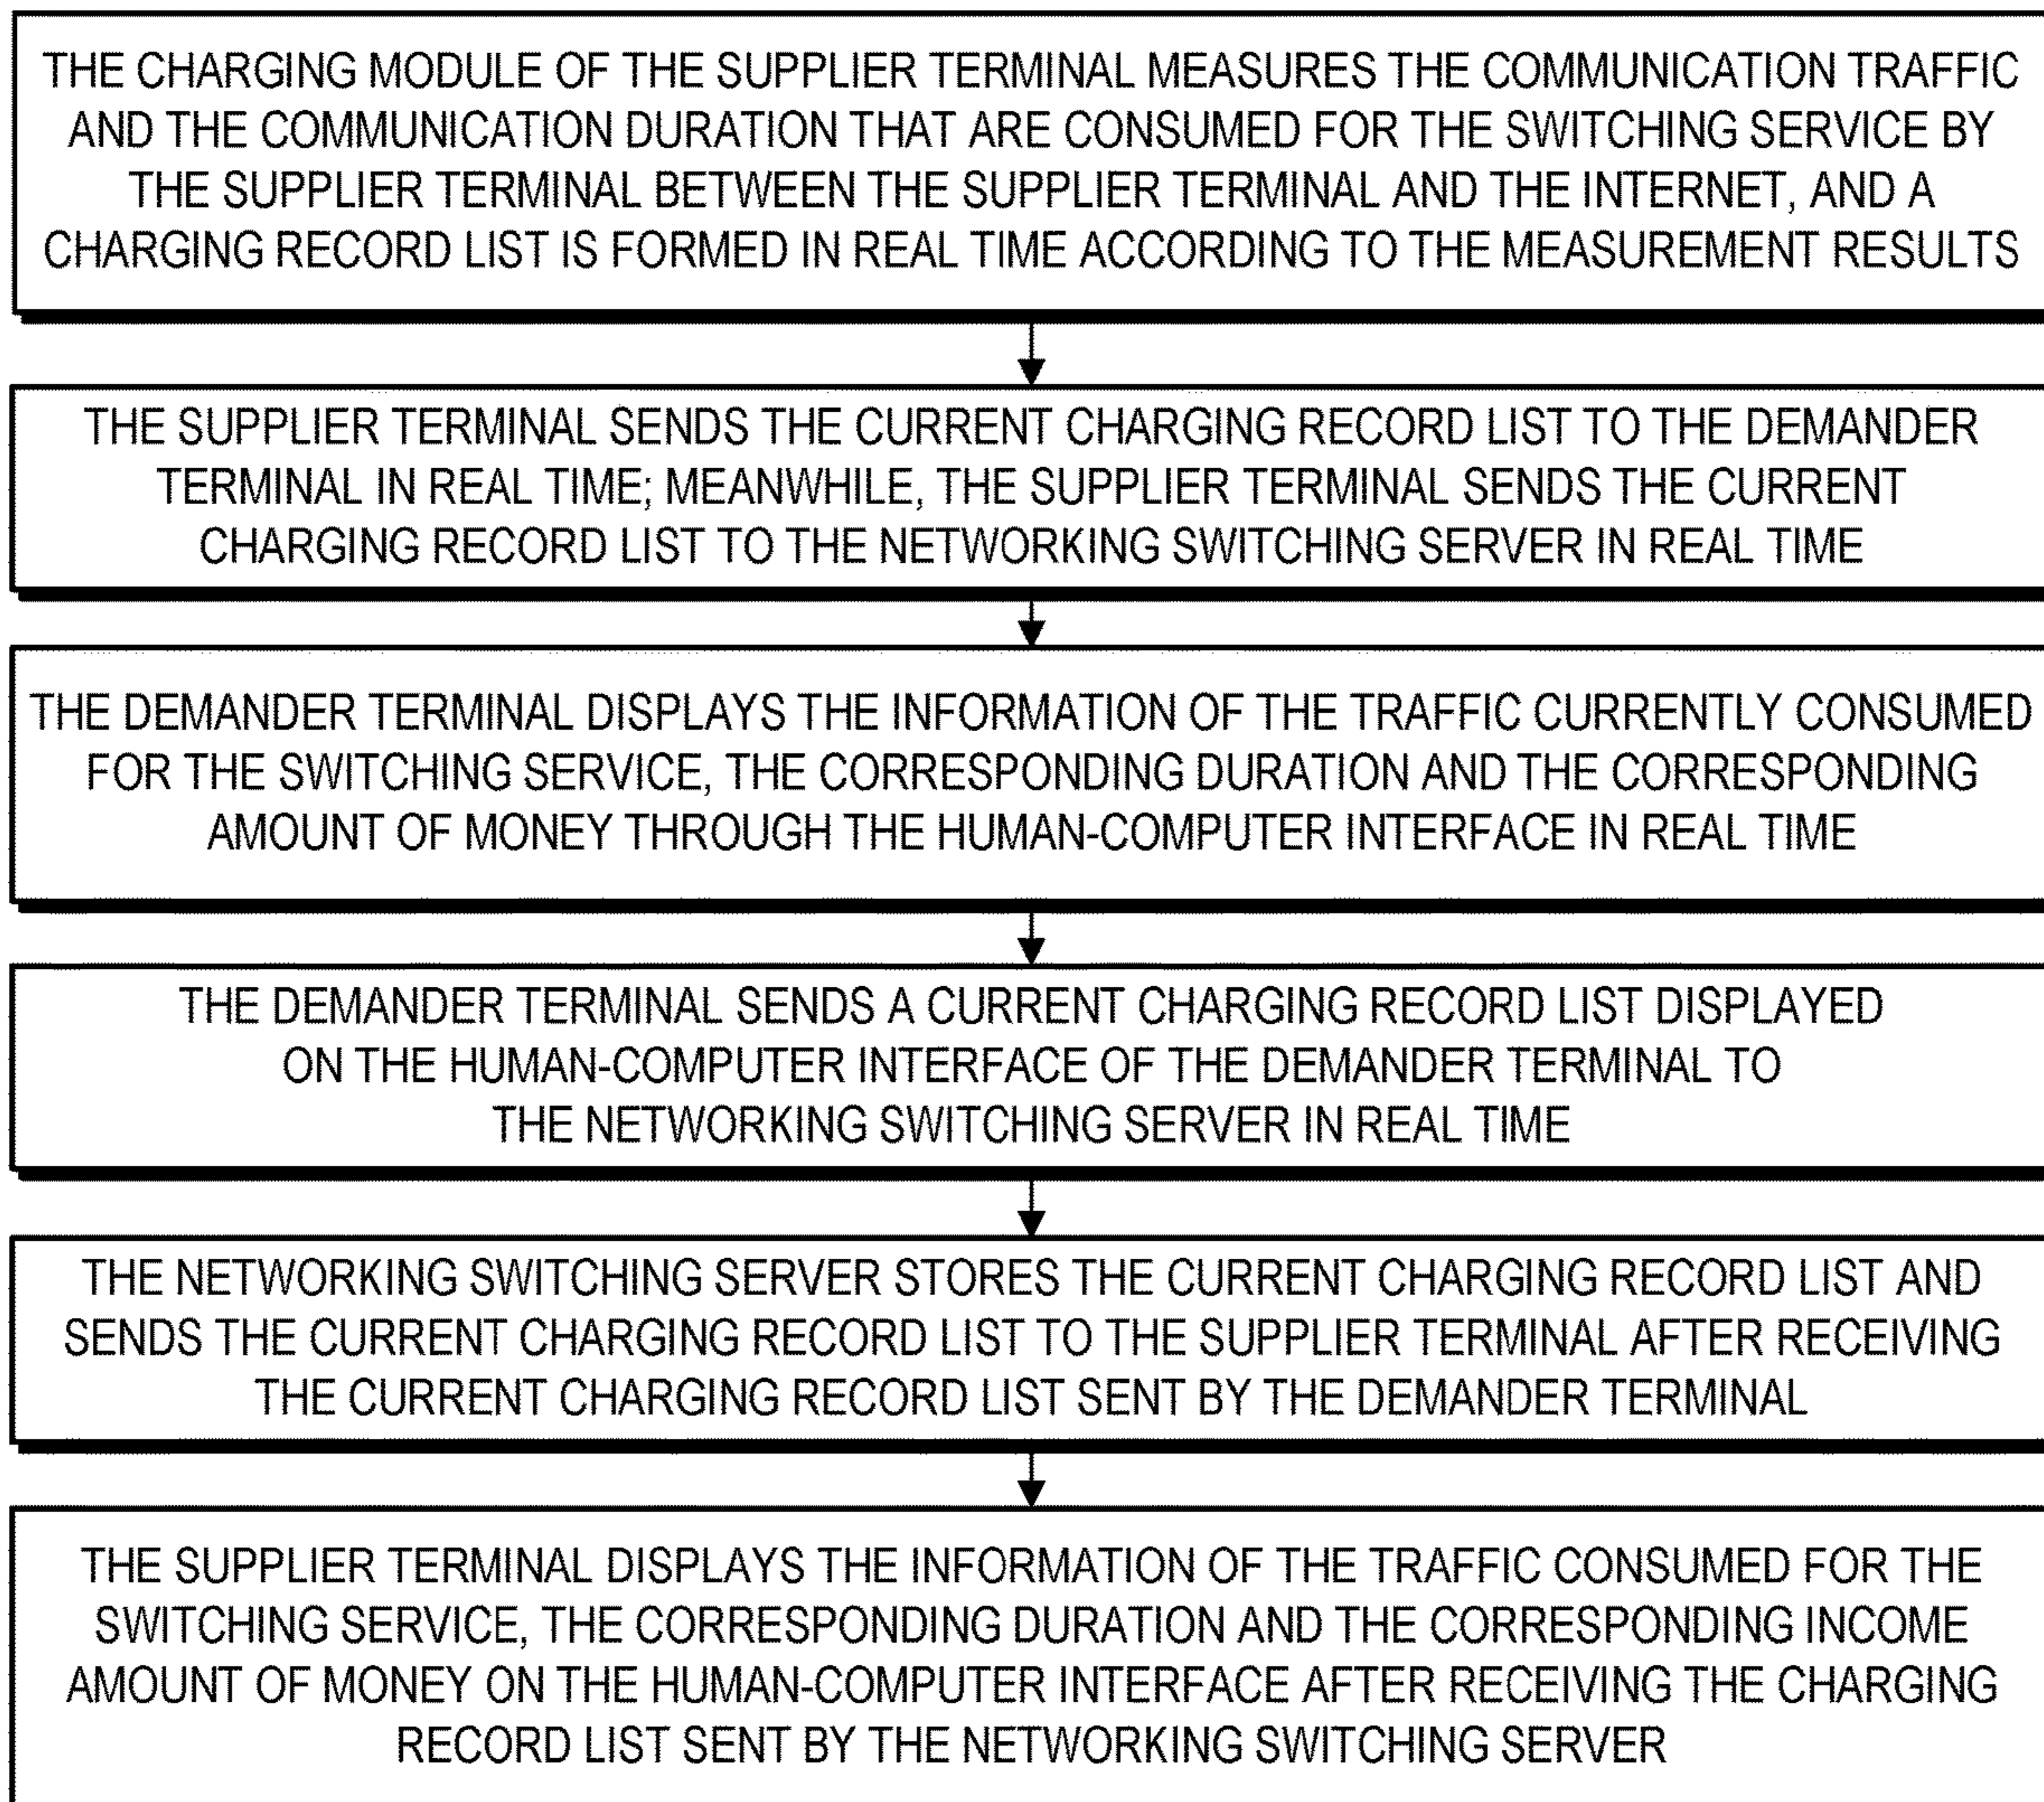 THE CHARGING MODULE OF THE SUPPLIER TERMINAL MEASURES THE COMMUNICATION TRAFFIC
AND THE COMMUNICATION DURATION THAT ARE CONSUMED FOR THE SWITCHING SERVICE BY
THE SUPPLIER TERMINAL BETWEEN THE SUPPLIER TERMINAL AND THE INTERNET, AND A
CHARGING RECORD LIST IS FORMED IN REAL TIME ACCORDING TO THE MEASUREMENT RESULTS
THE SUPPLIER TERMINAL SENDS THE CURRENT CHARGING RECORD LIST TO THE DEMANDER
TERMINAL IN REAL TIME; MEANWHILE, THE SUPPLIER TERMINAL SENDS THE CURRENT
CHARGING RECORD LIST TO THE NETWORKING SWITCHING SERVER IN REAL TIME
THE DEMANDER TERMINAL DISPLAYS THE INFORMATION OF THE TRAFFIC CURRENTLY CONSUMED
FOR THE SWITCHING SERVICE, THE CORRESPONDING DURATION AND THE CORRESPONDING
AMOUNT OF MONEY THROUGH THE HUMAN-COMPUTER INTERFACE IN REAL TIME
THE DEMANDER TERMINAL SENDS A CURRENT CHARGING RECORD LIST DISPLAYED
ON THE HUMAN-COMPUTER INTERFACE OF THE DEMANDER TERMINAL TO
THE NETWORKING SWITCHING SERVER IN REAL TIME
THE NETWORKING SWITCHING SERVER STORES THE CURRENT CHARGING RECORD LIST AND
SENDS THE CURRENT CHARGING RECORD LIST TO THE SUPPLIER TERMINAL AFTER RECEIVING
THE CURRENT CHARGING RECORD LIST SENT BY THE DEMANDER TERMINAL
THE SUPPLIER TERMINAL DISPLAYS THE INFORMATION OF THE TRAFFIC CONSUMED FOR THE
SWITCHING SERVICE, THE CORRESPONDING DURATION AND THE CORRESPONDING INCOME
AMOUNT OF MONEY ON THE HUMAN-COMPUTER INTERFACE AFTER RECEIVING THE CHARGING
RECORD LIST SENT BY THE NETWORKING SWITCHING SERVER